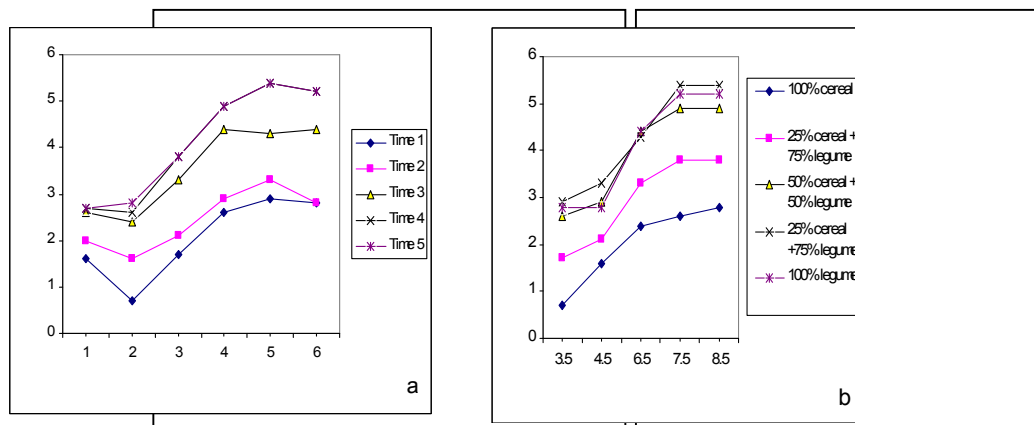 6
5
4
3
2
1
0
1 2 3 4 5 6
Time 1
Time 2
Time 3
Time 4
Time 5
a
6
5
4
3
2
1
0
3.5 4.5 6.5 7.5 8.5
100% cereal
25% cereal +
75% legume
50% cereal +
50% legume
25% cereal
+75% legume
100% legume
b